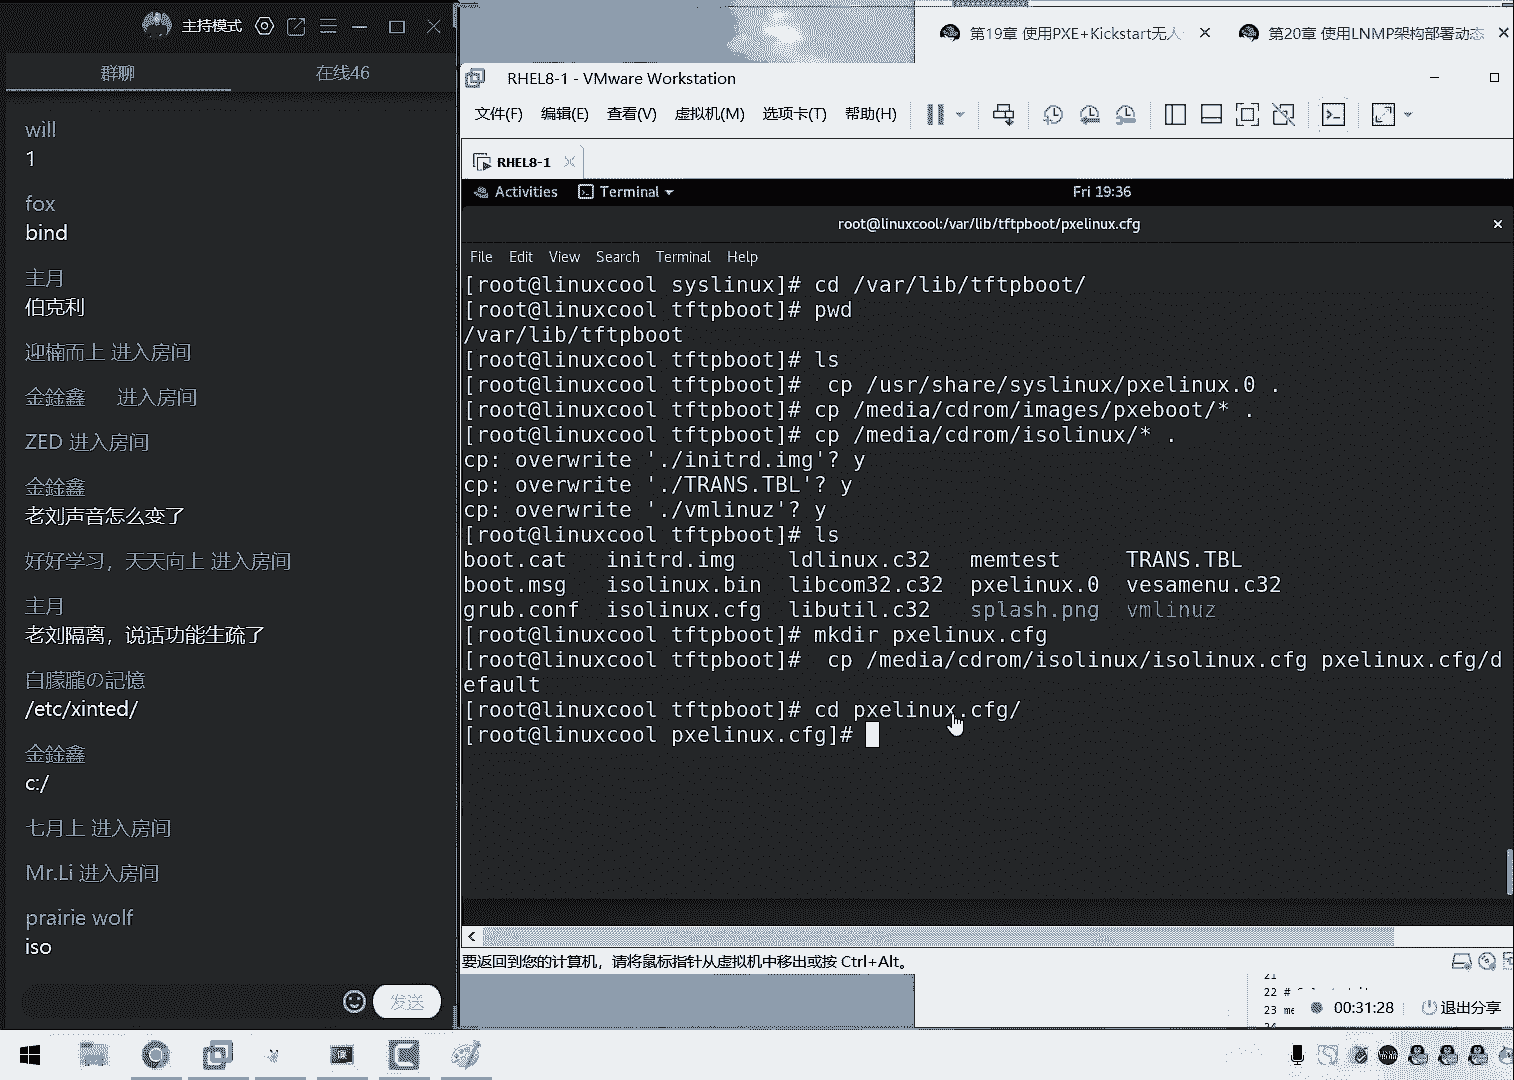 主持模式
群聊
在线46
will
1
fox
bind
主月
伯克利
迎楠而上 进入房间
金銓鑫 进入房间
ZED 进入房间
金銓鑫
老刘声音怎么变了
好好学习，天天向上 进入房间
主月
老刘隔离，说话功能生疏了
白朦朧の記憶
/etc/xinted/
金銓鑫
c:/
七月上 进入房间
Mr.Li 进入房间
prairie wolf
iso
发送
第19章 使用PXE+Kickstart无人
第20章 使用LNMP架构部署动态
RHEL8-1 - VMware Workstation
文件(F) 编辑(E) 查看(V) 虚拟机(M) 选项卡(T) 帮助(H)
RHEL8-1
Activities Terminal Fri 19:36
root@linuxcool:/var/lib/tftpboot/pxelinux.cfg
File Edit View Search Terminal Help
[root@linuxcool syslinux]# cd /var/lib/tftpboot/
[root@linuxcool tftpboot]# pwd
/var/lib/tftpboot
[root@linuxcool tftpboot]# ls
[root@linuxcool tftpboot]#  cp /usr/share/syslinux/pxelinux.0 .
[root@linuxcool tftpboot]# cp /media/cdrom/images/pxeboot/* .
[root@linuxcool tftpboot]# cp /media/cdrom/isolinux/* .
cp: overwrite './initrd.img'? y
cp: overwrite './TRANS.TBL'? y
cp: overwrite './vmlinuz'? y
[root@linuxcool tftpboot]# ls
boot.cat initrd.img ldlinux.c32 memtest TRANS.TBL
boot.msg isolinux.bin libcom32.c32 pxelinux.0 vesamenu.c32
grub.conf isolinux.cfg libutil.c32 splash.png vmlinuz
[root@linuxcool tftpboot]# mkdir pxelinux.cfg
[root@linuxcool tftpboot]#  cp /media/cdrom/isolinux/isolinux.cfg pxelinux.cfg/d
efault
[root@linuxcool tftpboot]# cd pxelinux.cfg/
[root@linuxcool pxelinux.cfg]#
要返回到您的计算机，请将鼠标指针从虚拟机中移出或按 Ctrl+Alt。
21
22 #
23 me
00:31:28 退出分享